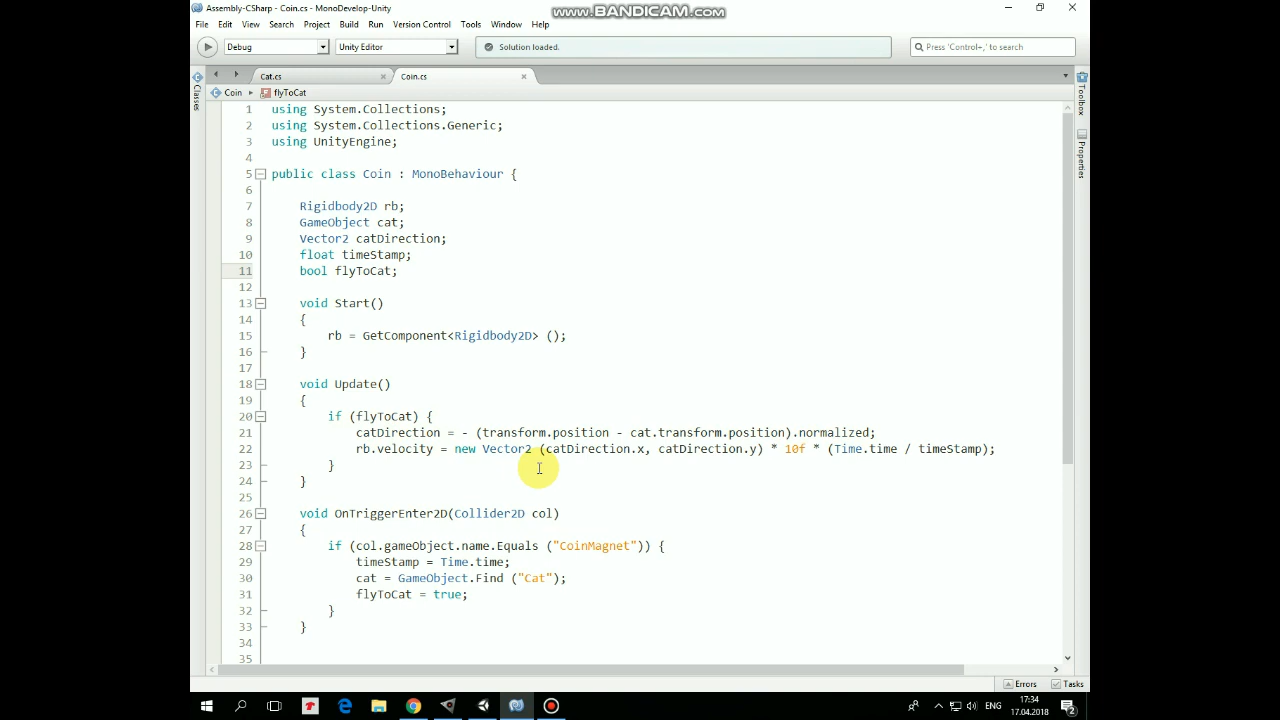 www.BANDICAM.com
Assembly-CSharp - Coin.cs - MonoDevelop-Unity
File Edit View Search Project Build Run Version Control Tools Window Help
Debug Unity Editor Solution loaded. Press 'Control+,' to search
Cat.cs Coin.cs
Coin flyToCat
Classes
Toolbox
Properties
1 using System.Collections;
2 using System.Collections.Generic;
3 using UnityEngine;
4
5 public class Coin : MonoBehaviour {
6
7 Rigidbody2D rb;
8 GameObject cat;
9 Vector2 catDirection;
10 float timeStamp;
11 bool flyToCat;
12
13 void Start()
14 {
15 rb = GetComponent<Rigidbody2D> ();
16 }
17
18 void Update()
19 {
20 if (flyToCat) {
21 catDirection = - (transform.position - cat.transform.position).normalized;
22 rb.velocity = new Vector2 (catDirection.x, catDirection.y) * 10f * (Time.time / timeStamp);
23 }
24 }
25
26 void OnTriggerEnter2D(Collider2D col)
27 {
28 if (col.gameObject.name.Equals ("CoinMagnet")) {
29 timeStamp = Time.time;
30 cat = GameObject.Find ("Cat");
31 flyToCat = true;
32 }
33 }
34
35
Errors Tasks
ENG 17:34
17.04.2018 2